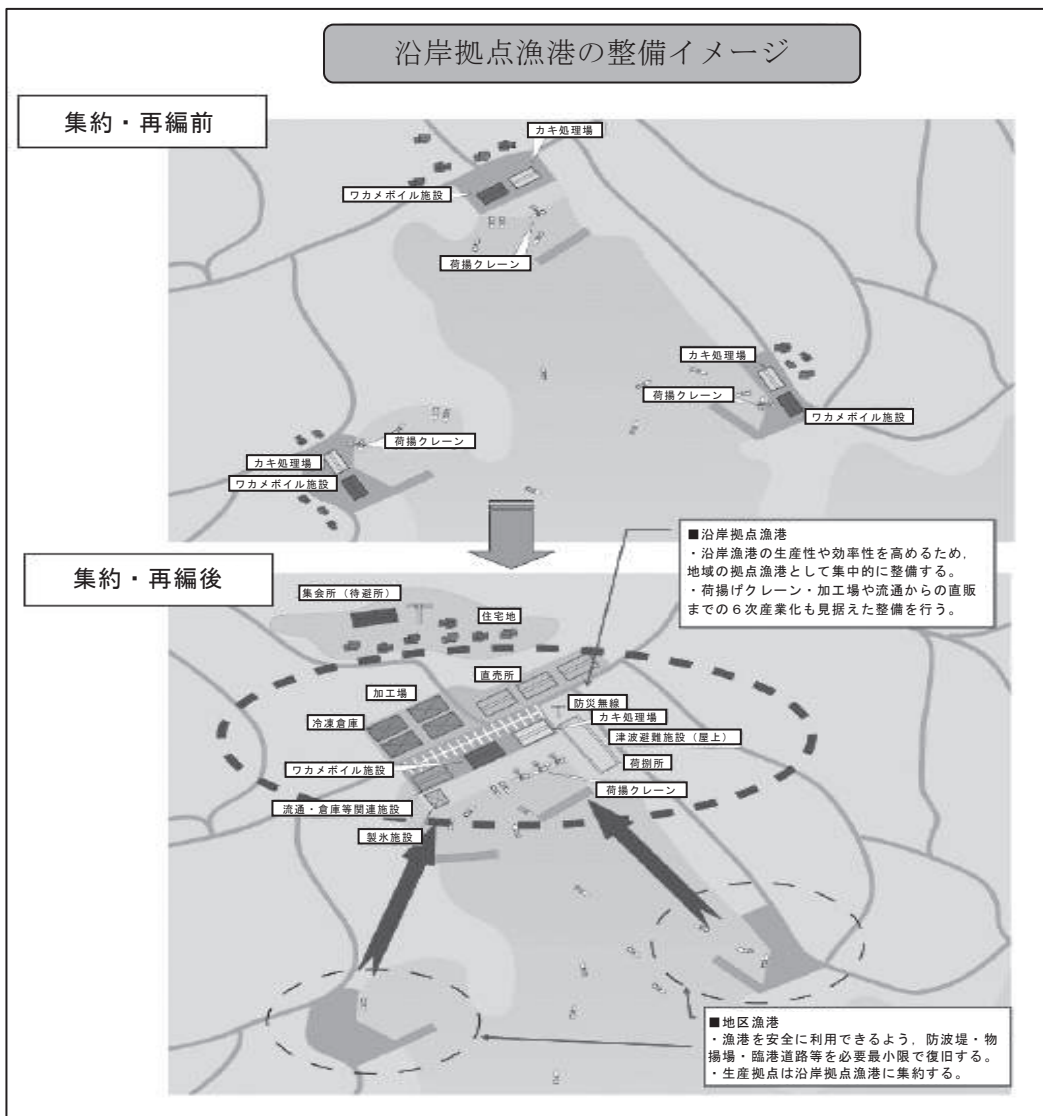 沿岸拠点漁港の整備イメージ
集約・再編前
カキ処理場
ワカメボイル施設
荷揚クレーン
カキ処理場
荷揚クレーン
ワカメボイル施設
荷揚クレーン
カキ処理場
ワカメボイル施設
■沿岸拠点漁港
・沿岸漁港の生産性や効率性を高めるため，
地域の拠点漁港として集中的に整備する。
・荷揚げクレーン・加工場や流通からの直販
までの６次産業化も見据えた整備を行う。
集約・再編後
集会所（待避所）
住宅地
直売所
加工場
防災無線
冷凍倉庫
カキ処理場
津波避難施設（屋上）
ワカメボイル施設
荷捌所
荷揚クレーン
流通・倉庫等関連施設
製氷施設
■地区漁港
・漁港を安全に利用できるよう，防波堤・物
揚場・臨港道路等を必要最小限で復旧する。
・生産拠点は沿岸拠点漁港に集約する。